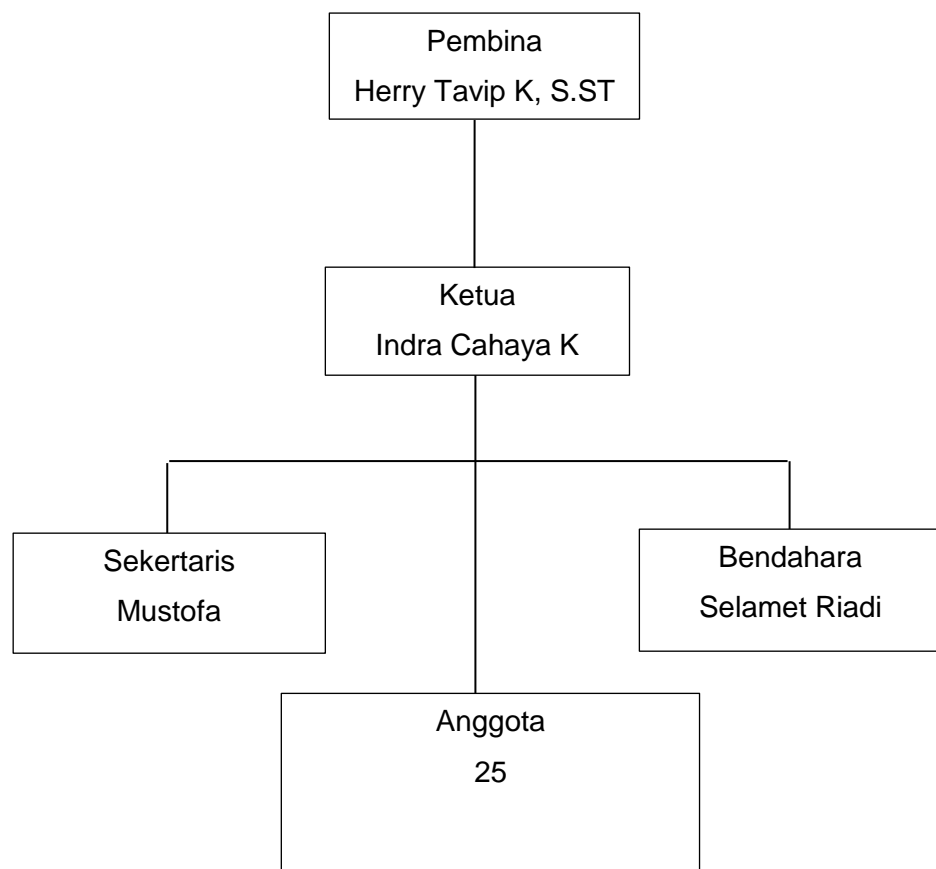 Pembina
Herry Tavip K, S.ST
Ketua
Indra Cahaya K
Sekertaris
Mustofa
Bendahara
Selamet Riadi
Anggota
25